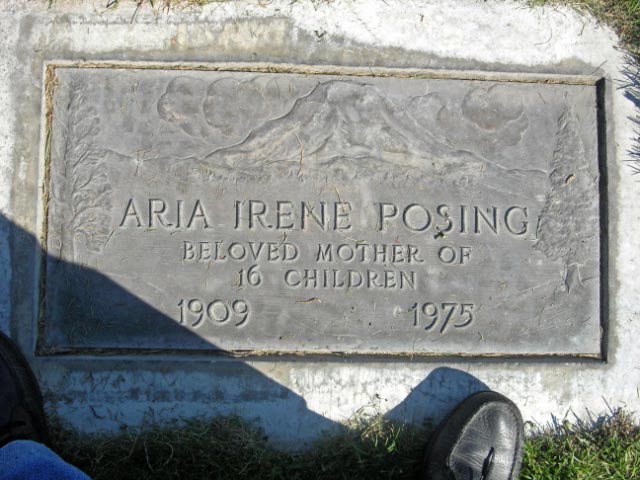 ARIA IRENE POSING
BELOVED MOTHER OF
16 CHILDREN
1909 1975